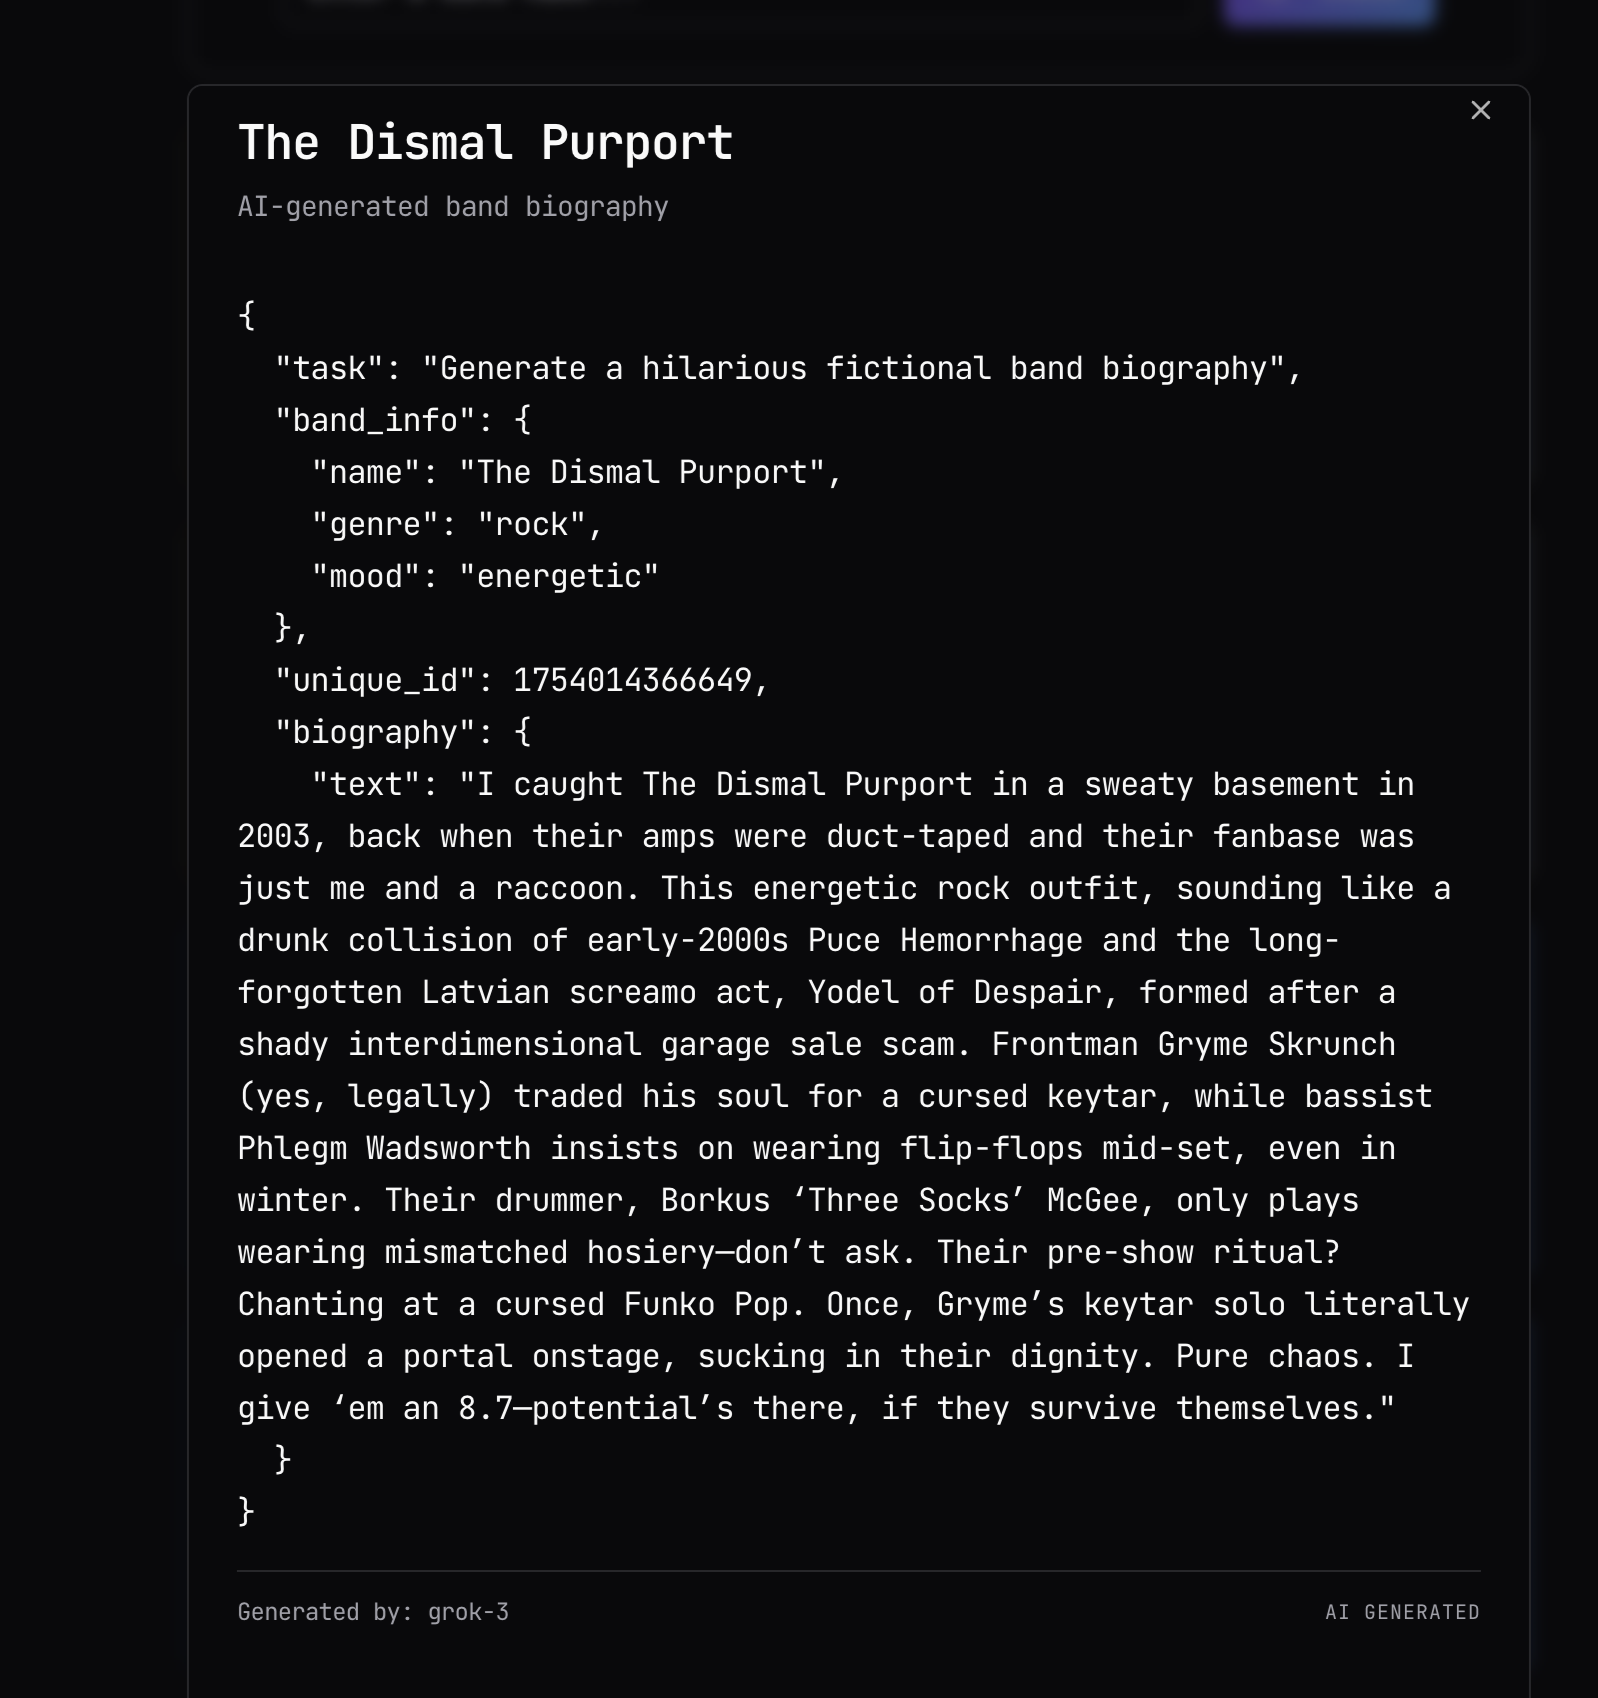 The Dismal Purport
AI-generated band biography
{
  "task": "Generate a hilarious fictional band biography",
  "band_info": {
    "name": "The Dismal Purport",
    "genre": "rock",
    "mood": "energetic"
  },
  "unique_id": 1754014366649,
  "biography": {
    "text": "I caught The Dismal Purport in a sweaty basement in
2003, back when their amps were duct-taped and their fanbase was
just me and a raccoon. This energetic rock outfit, sounding like a
drunk collision of early-2000s Puce Hemorrhage and the long-
forgotten Latvian screamo act, Yodel of Despair, formed after a
shady interdimensional garage sale scam. Frontman Gryme Skrunch
(yes, legally) traded his soul for a cursed keytar, while bassist
Phlegm Wadsworth insists on wearing flip-flops mid-set, even in
winter. Their drummer, Borkus ‘Three Socks’ McGee, only plays
wearing mismatched hosiery—don’t ask. Their pre-show ritual?
Chanting at a cursed Funko Pop. Once, Gryme’s keytar solo literally
opened a portal onstage, sucking in their dignity. Pure chaos. I
give ‘em an 8.7—potential’s there, if they survive themselves."
  }
}
Generated by: grok-3
AI GENERATED